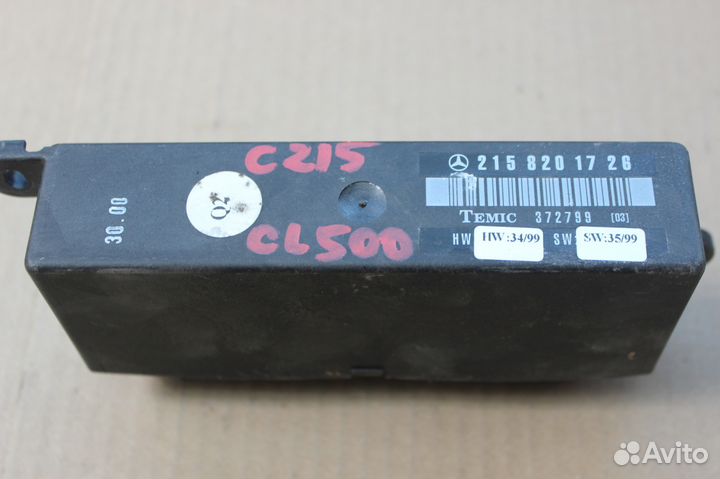 30.00
Q2
C215
CL500
215 820 17 26
TEMIC 372799 [03]
HW HW:34/99 SW: SW:35/99
Avito